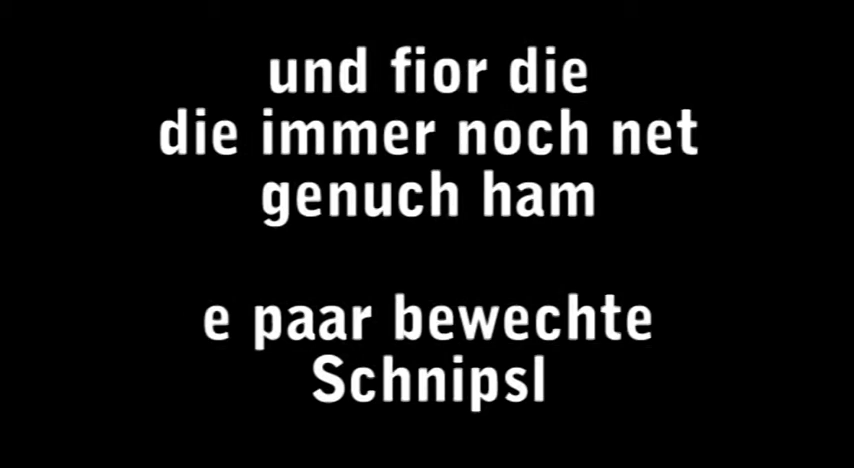 und fior die
die immer noch net
genuch ham
e paar bewechte
Schnipsl